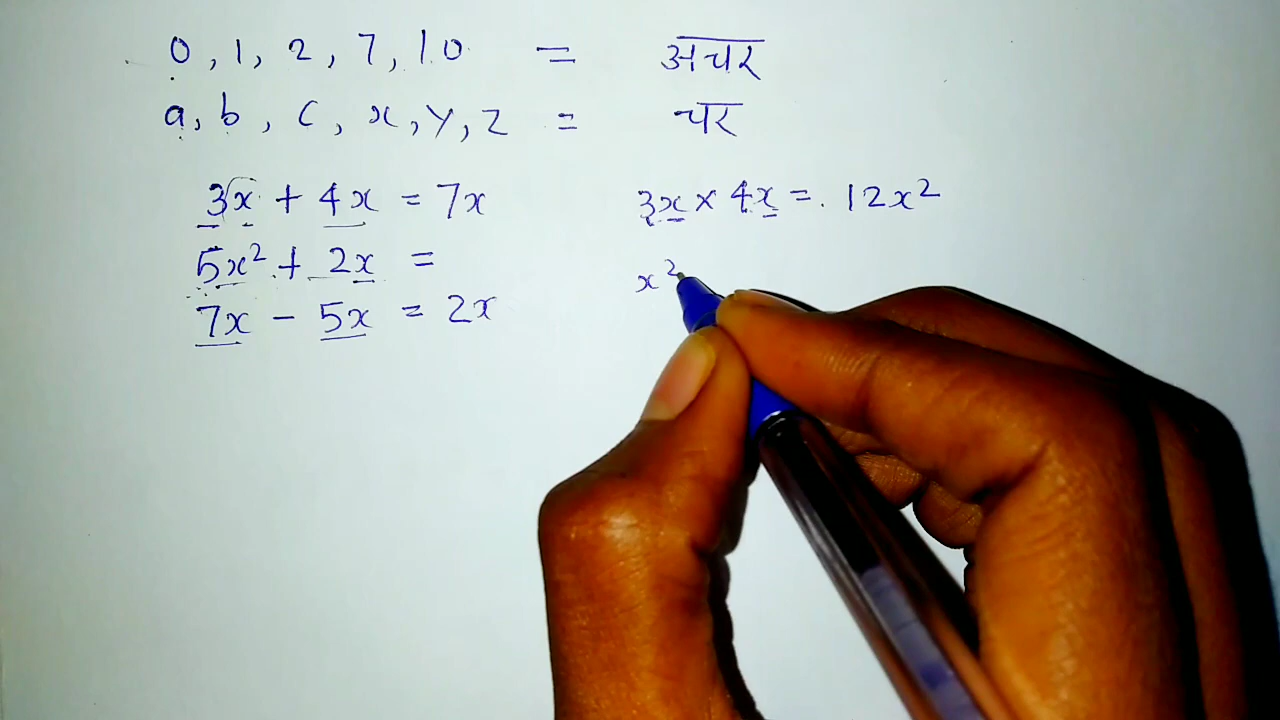 0, 1, 2, 7, 10 = अचर
a, b, c, x, y, z = चर
3x + 4x = 7x
3x × 4x = 12x²
5x² + 2x =
x²
7x - 5x = 2x